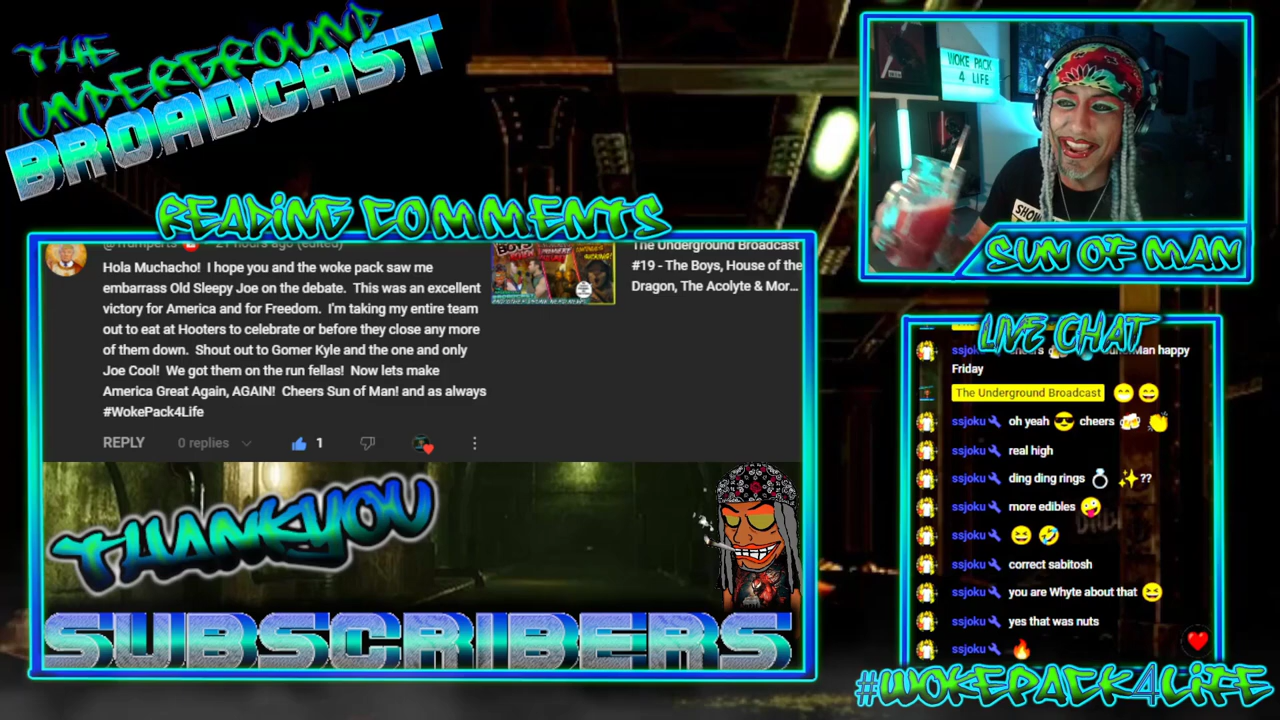 THE
UNDERGROUND
BROADCAST
READING COMMENTS
21 hours ago (edited)
Hola Muchacho! I hope you and the woke pack saw me
embarrass Old Sleepy Joe on the debate. This was an excellent
victory for America and for Freedom. I'm taking my entire team
out to eat at Hooters to celebrate or before they close any more
of them down. Shout out to Gomer Kyle and the one and only
Joe Cool! We got them on the run fellas! Now lets make
America Great Again, AGAIN! Cheers Sun of Man! and as always
#WokePack4Life
REPLY 0 replies 1
The Underground Broadcast
#19 - The Boys, House of the
Dragon, The Acolyte & Mor...
THANKYOU
SUBSCRIBERS
WOKE PACK
4 LIFE
SHOW
SUN OF MAN
LIVE CHAT
happy
Friday
The Underground Broadcast 😁 😄
ssjoku oh yeah 😎 cheers 🍻 👏
ssjoku real high
ssjoku ding ding rings 💍 ✨??
ssjoku more edibles 🤪
ssjoku 😆 🤣
ssjoku correct sabitosh
ssjoku you are Whyte about that 😆
ssjoku yes that was nuts
ssjoku 🔥
#WOKEPACK4LIFE